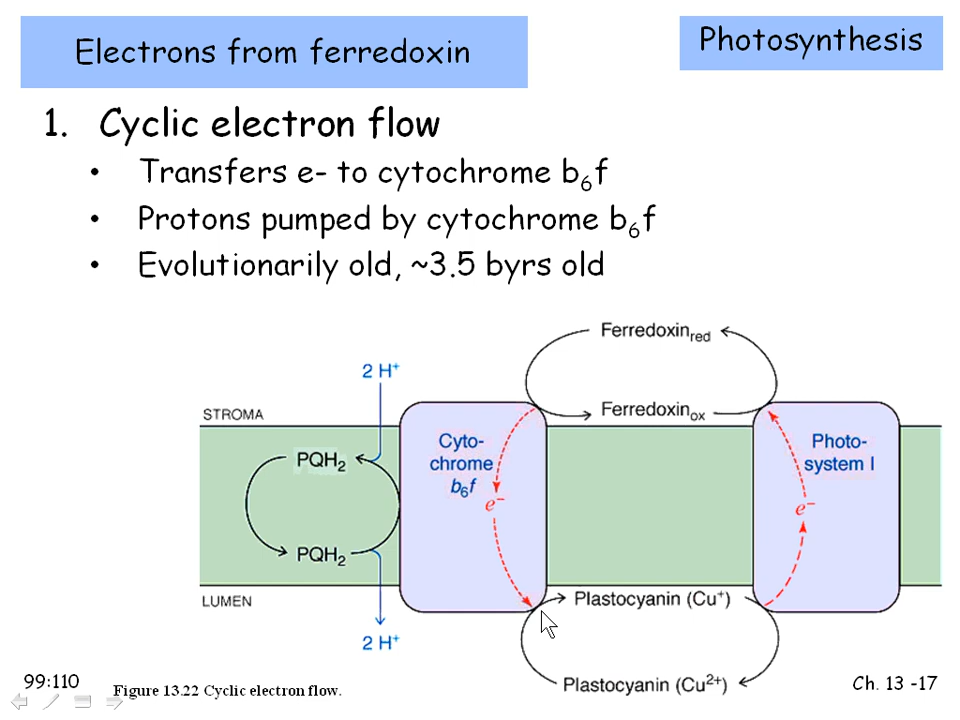 Electrons from ferredoxin
Photosynthesis
1. Cyclic electron flow
• Transfers e- to cytochrome b₆f
• Protons pumped by cytochrome b₆f
• Evolutionarily old, ~3.5 byrs old
Ferredoxin red
2 H⁺
STROMA
Ferredoxin ox
Cyto-
chrome
b₆f
Photo-
system I
PQH₂
e⁻
e⁻
PQH₂
LUMEN
Plastocyanin (Cu⁺)
2 H⁺
Plastocyanin (Cu²⁺)
99:110
Figure 13.22 Cyclic electron flow.
Ch. 13 -17